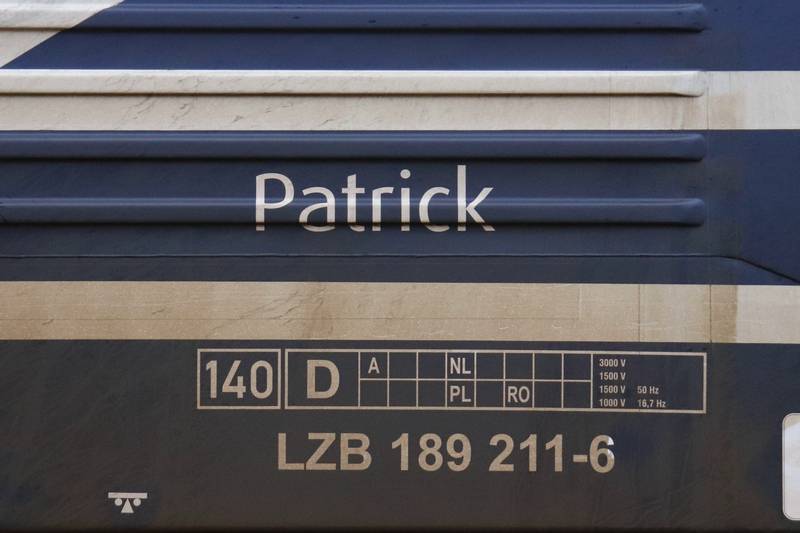 Patrick
140 D A NL 3000 V
1500 V
PL RO 1500 V 50 Hz
1000 V 16,7 Hz
LZB 189 211-6